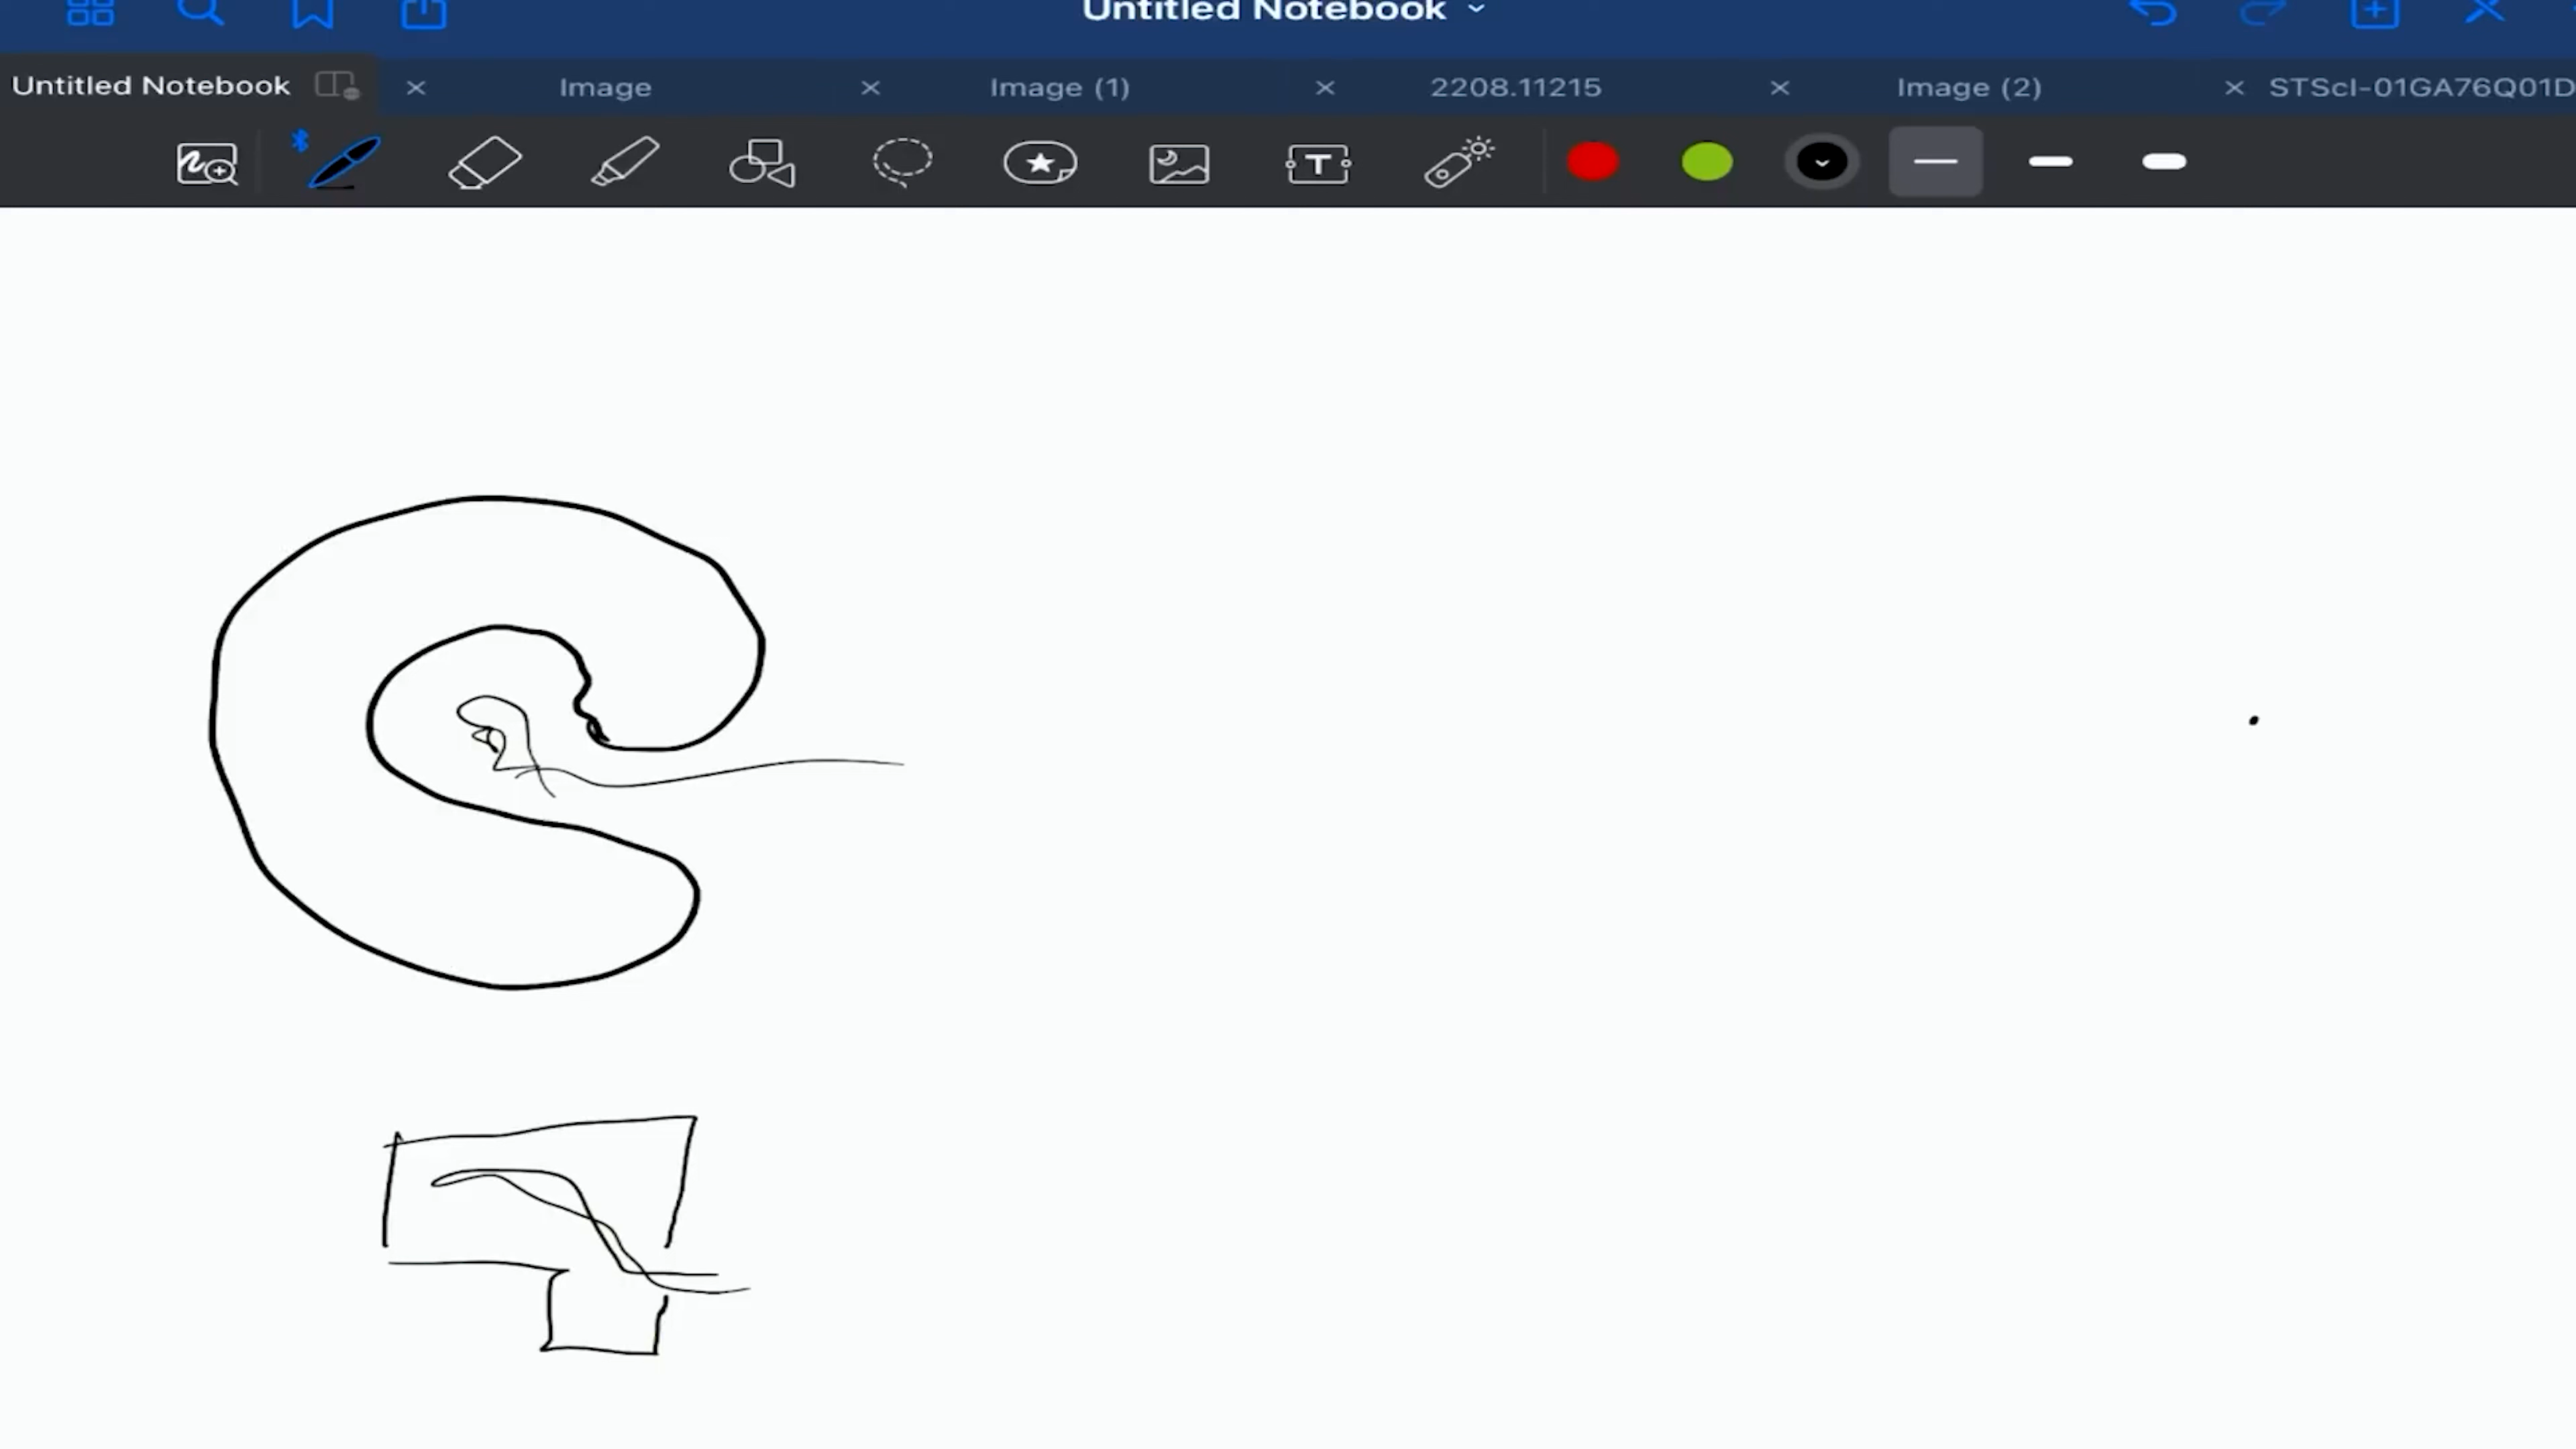 Untitled Notebook
Untitled Notebook
Image
Image (1)
2208.11215
Image (2)
STScI-01GA76Q01D
T